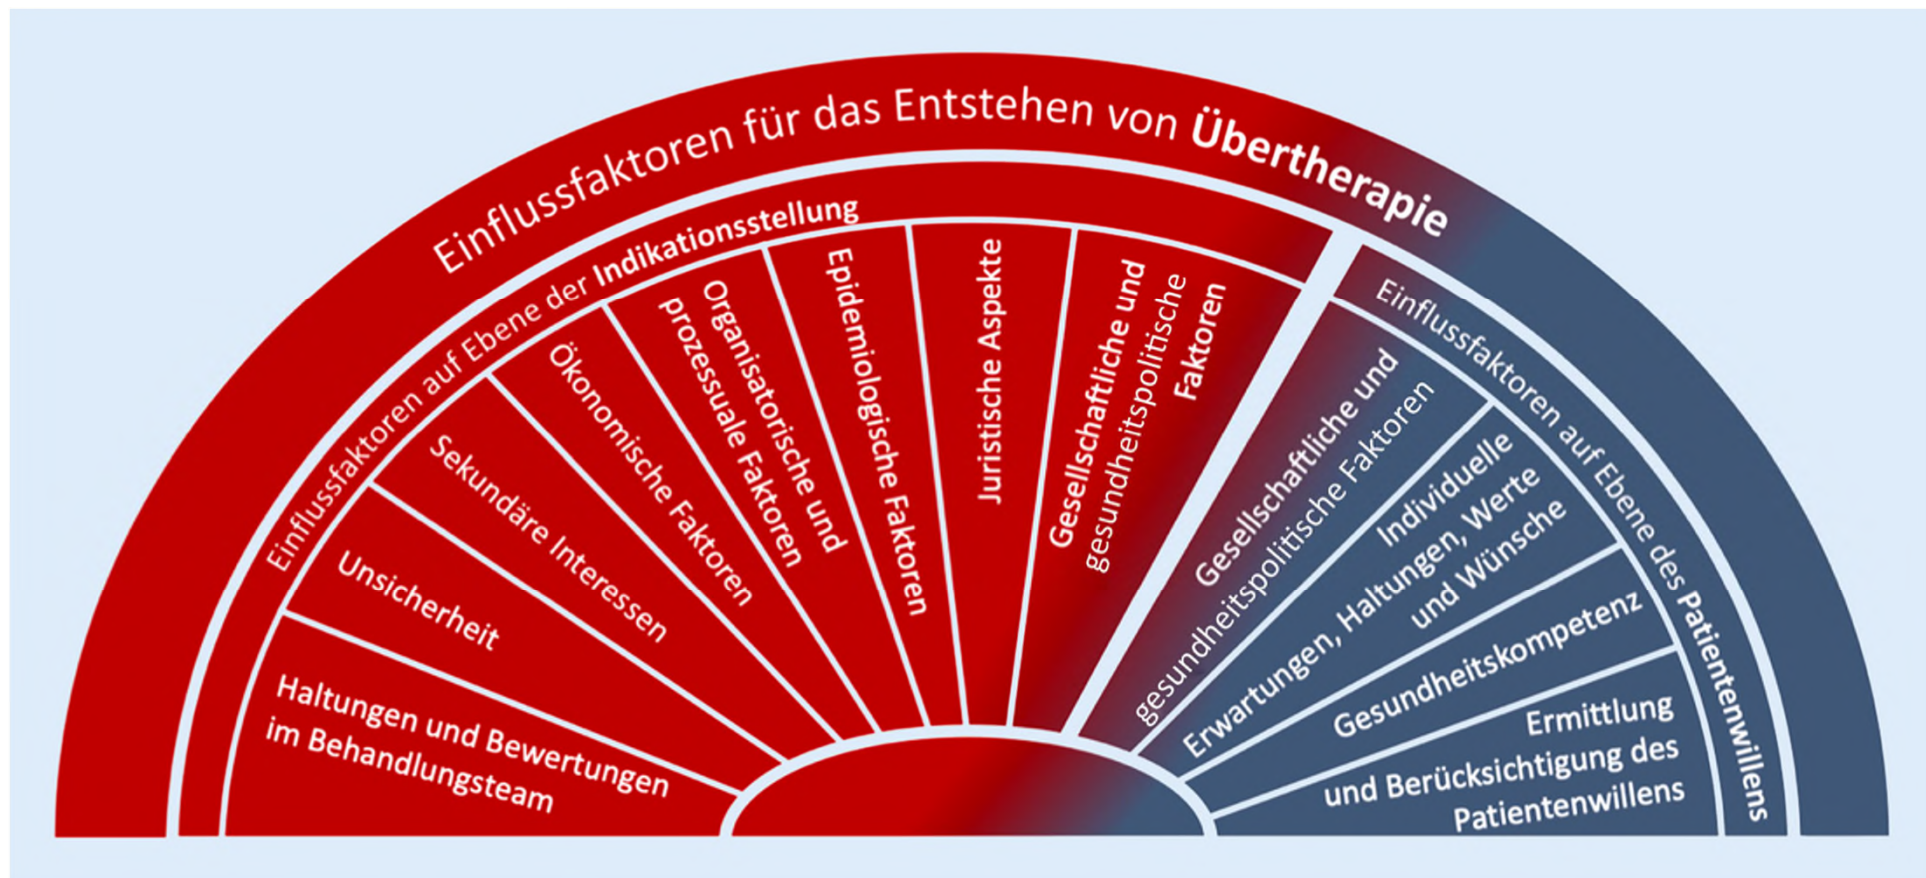 Einflussfaktoren für das Entstehen von Übertherapie
Einflussfaktoren auf Ebene der Indikationsstellung
Haltungen und Bewertungen
im Behandlungsteam
Unsicherheit
Sekundäre Interessen
Ökonomische Faktoren
Organisatorische und
prozessuale Faktoren
Epidemiologische Faktoren
Juristische Aspekte
Gesellschaftliche und
gesundheitspolitische
Faktoren
Einflussfaktoren auf Ebene des Patientenwillens
Gesellschaftliche und
gesundheitspolitische Faktoren
Individuelle
Erwartungen, Haltungen, Werte
und Wünsche
Gesundheitskompetenz
Ermittlung
und Berücksichtigung des
Patientenwillens